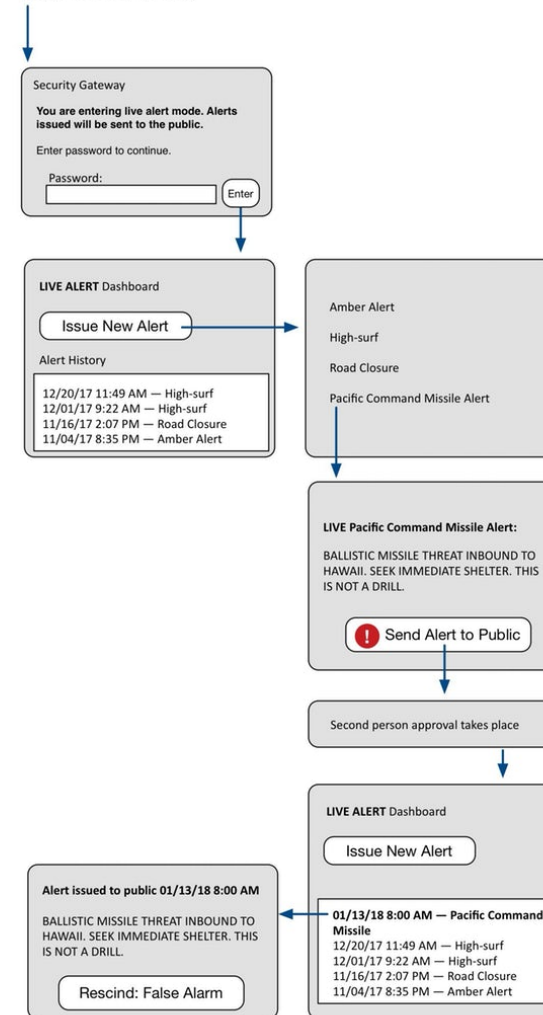 Security Gateway
You are entering live alert mode. Alerts
issued will be sent to the public.
Enter password to continue.
Password:
Enter
LIVE ALERT Dashboard
Issue New Alert
Alert History
12/20/17 11:49 AM — High-surf
12/01/17 9:22 AM — High-surf
11/16/17 2:07 PM — Road Closure
11/04/17 8:35 PM — Amber Alert
Amber Alert
High-surf
Road Closure
Pacific Command Missile Alert
LIVE Pacific Command Missile Alert:
BALLISTIC MISSILE THREAT INBOUND TO
HAWAII. SEEK IMMEDIATE SHELTER. THIS
IS NOT A DRILL.
! Send Alert to Public
Second person approval takes place
LIVE ALERT Dashboard
Issue New Alert
01/13/18 8:00 AM — Pacific Command
Missile
12/20/17 11:49 AM — High-surf
12/01/17 9:22 AM — High-surf
11/16/17 2:07 PM — Road Closure
11/04/17 8:35 PM — Amber Alert
Alert issued to public 01/13/18 8:00 AM
BALLISTIC MISSILE THREAT INBOUND TO
HAWAII. SEEK IMMEDIATE SHELTER. THIS
IS NOT A DRILL.
Rescind: False Alarm